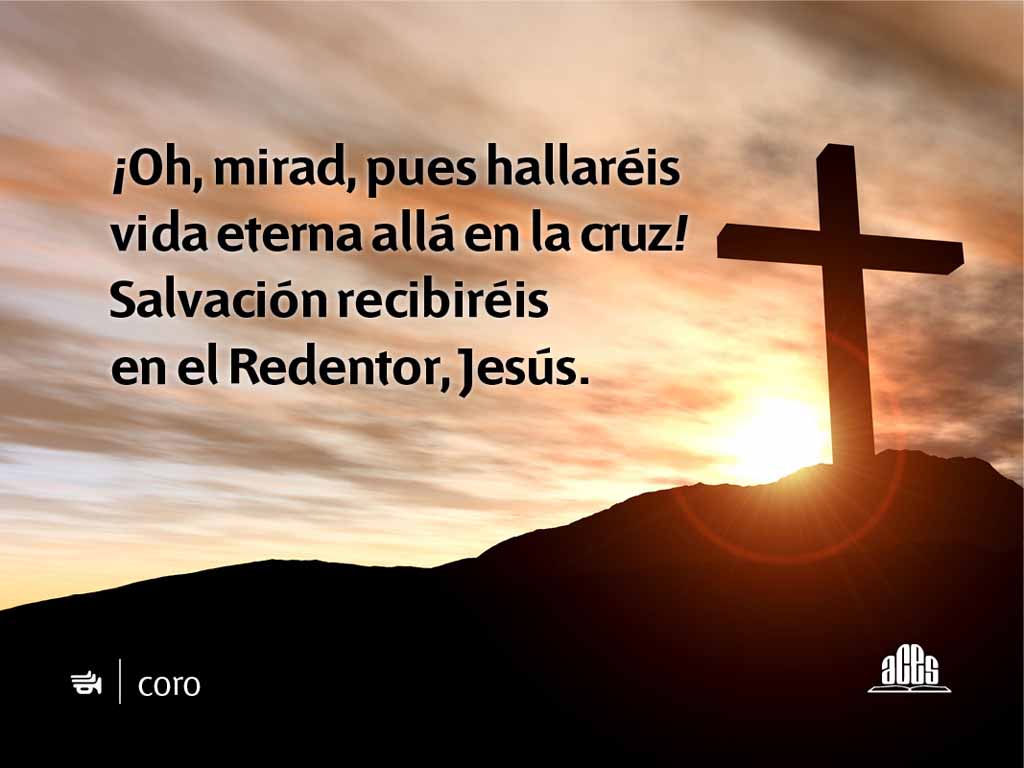 ¡Oh, mirad, pues hallaréis
vida eterna allá en la cruz!
Salvación recibiréis
en el Redentor, Jesús.
coro
aces